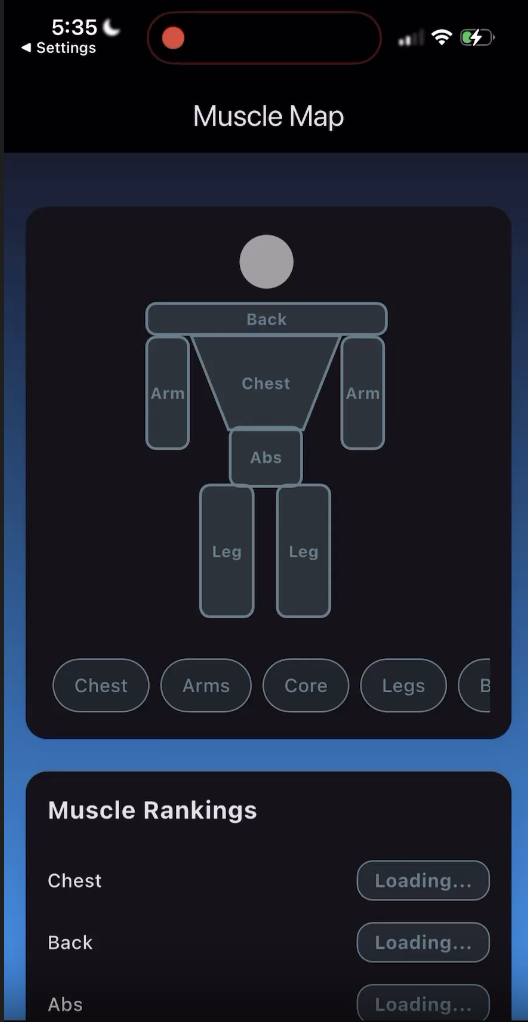 5:35
◀ Settings
Muscle Map
Back
Arm Chest Arm
Abs
Leg Leg
Chest Arms Core Legs B
Muscle Rankings
Chest Loading...
Back Loading...
Abs Loading...